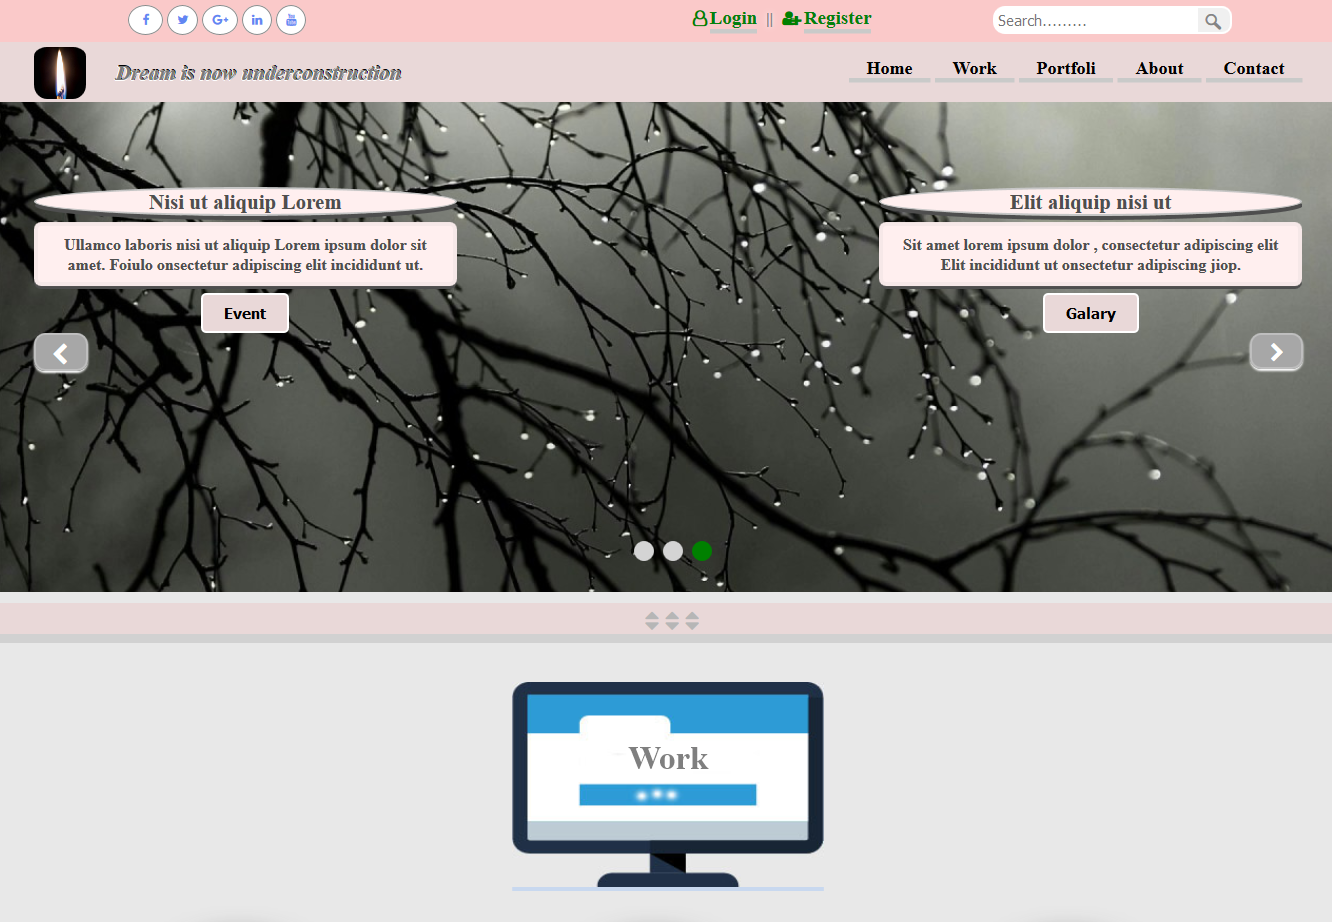 f G+ in You Tube
Login || Register
Search.........
Dream is now underconstruction
Home Work Portfoli About Contact
Nisi ut aliquip Lorem
Ullamco laboris nisi ut aliquip Lorem ipsum dolor sit
amet. Foiulo onsectetur adipiscing elit incididunt ut.
Event
Elit aliquip nisi ut
Sit amet lorem ipsum dolor , consectetur adipiscing elit
Elit incididunt ut onsectetur adipiscing jiop.
Galary
Work